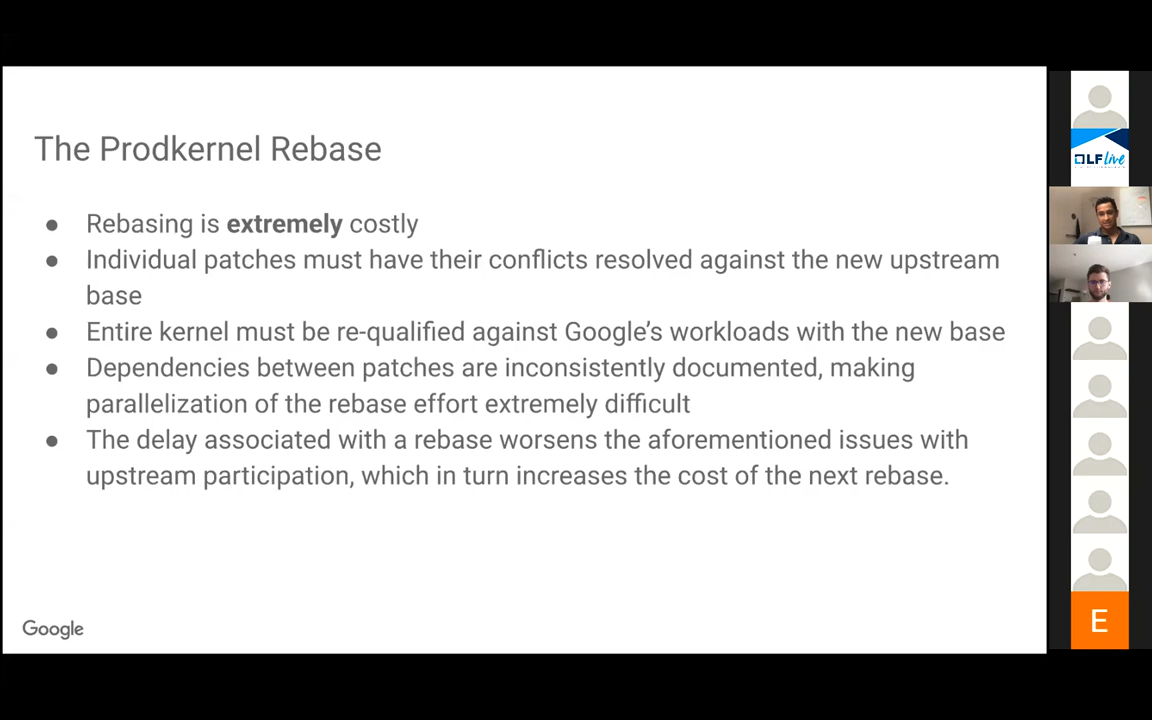 The Prodkernel Rebase
● Rebasing is extremely costly
● Individual patches must have their conflicts resolved against the new upstream
base
● Entire kernel must be re-qualified against Google's workloads with the new base
● Dependencies between patches are inconsistently documented, making
parallelization of the rebase effort extremely difficult
● The delay associated with a rebase worsens the aforementioned issues with
upstream participation, which in turn increases the cost of the next rebase.
Google
LF Live
E